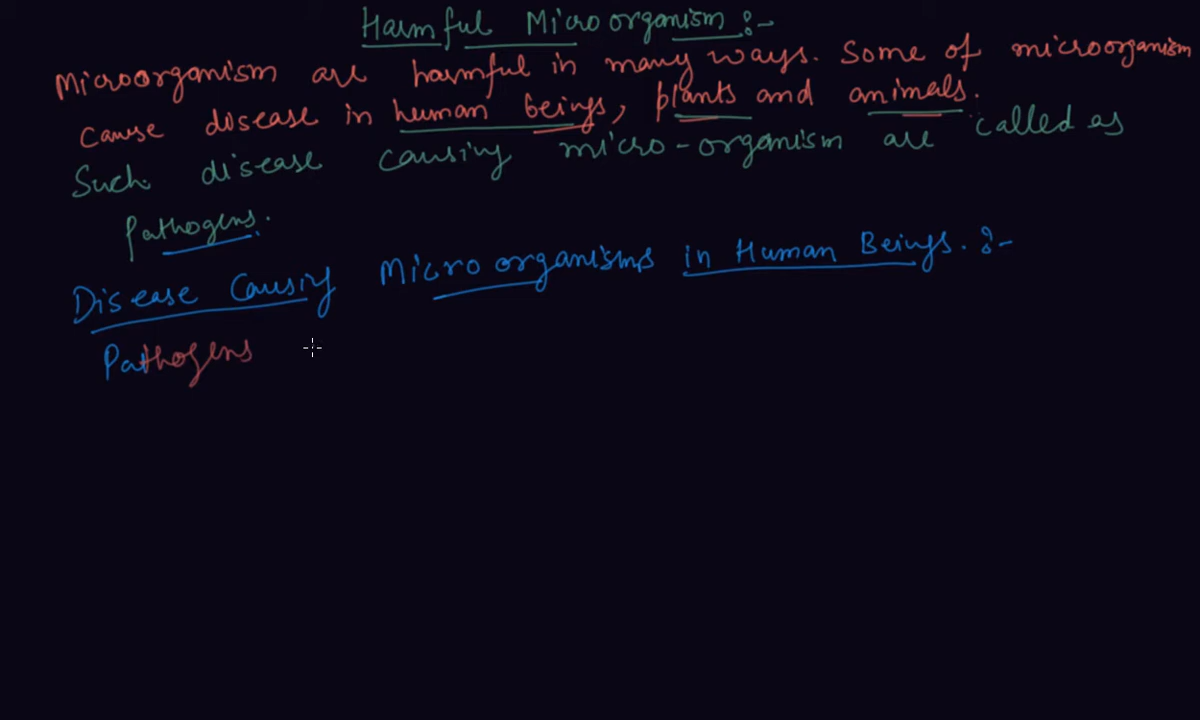 Harmful Microorganism :-
Microorganism are harmful in many ways. Some of microorganism
cause disease in human beings, plants and animals.
Such disease causing micro-organism are called as
Pathogens.
Disease Causiy Microorganisms in Human Beings. :-
Pathogens